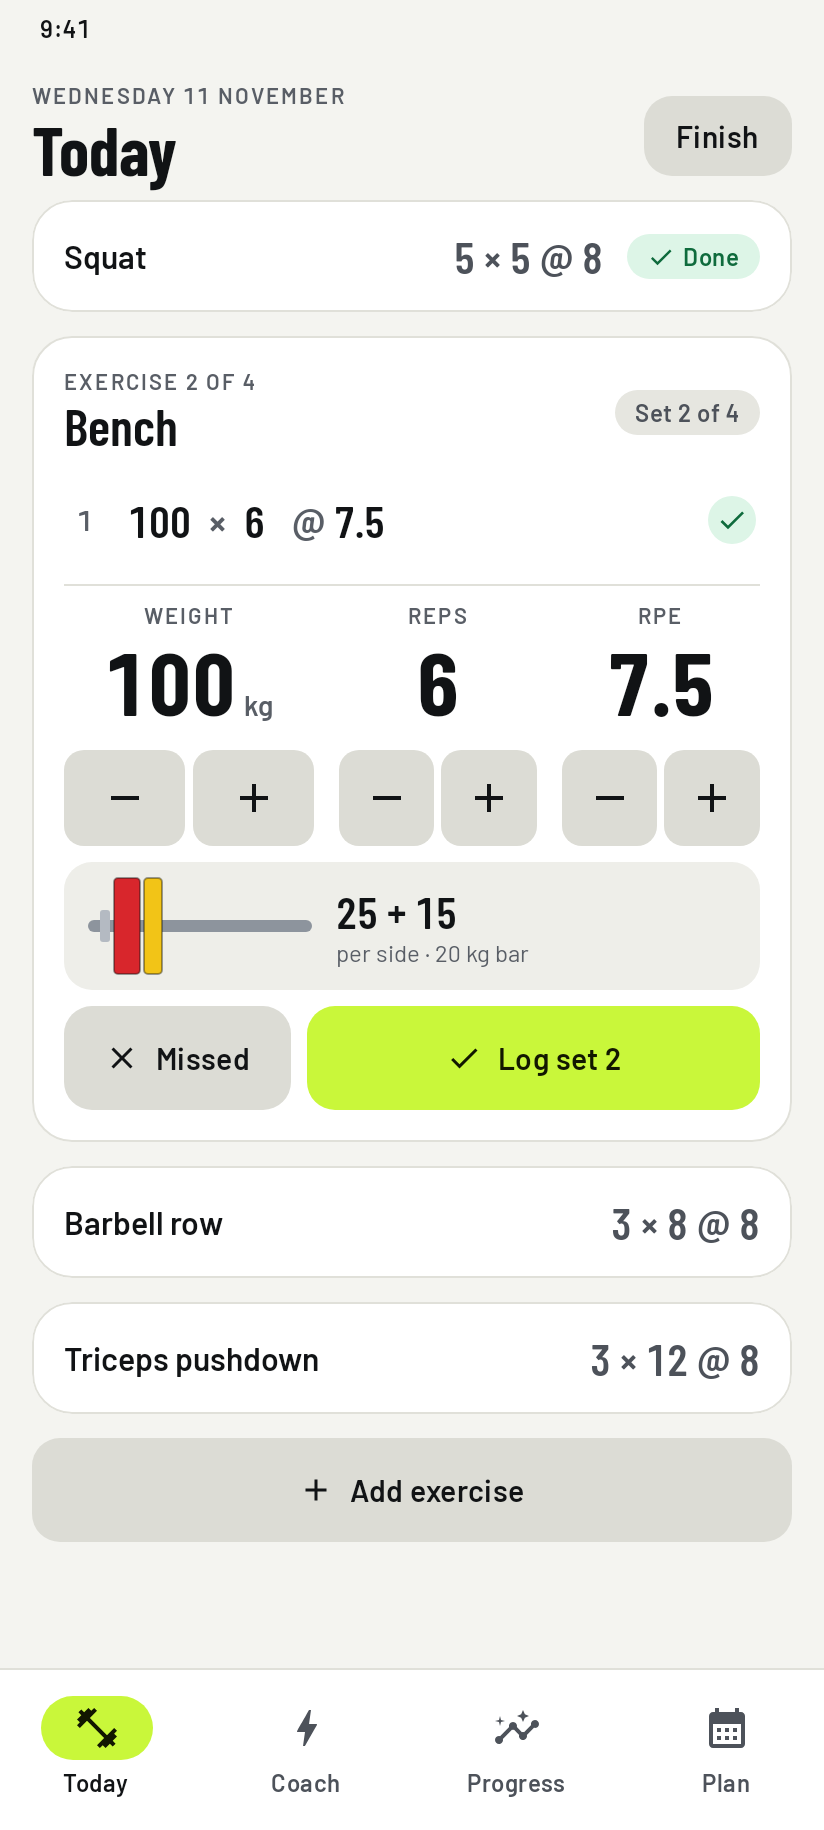 9:41
WEDNESDAY 11 NOVEMBER
Today
Finish
Squat 5 × 5 @ 8 Done
EXERCISE 2 OF 4
Bench
Set 2 of 4
1 100 × 6 @ 7.5
WEIGHT REPS RPE
100 kg 6 7.5
25 + 15
per side · 20 kg bar
Missed Log set 2
Barbell row 3 × 8 @ 8
Triceps pushdown 3 × 12 @ 8
Add exercise
Today Coach Progress Plan